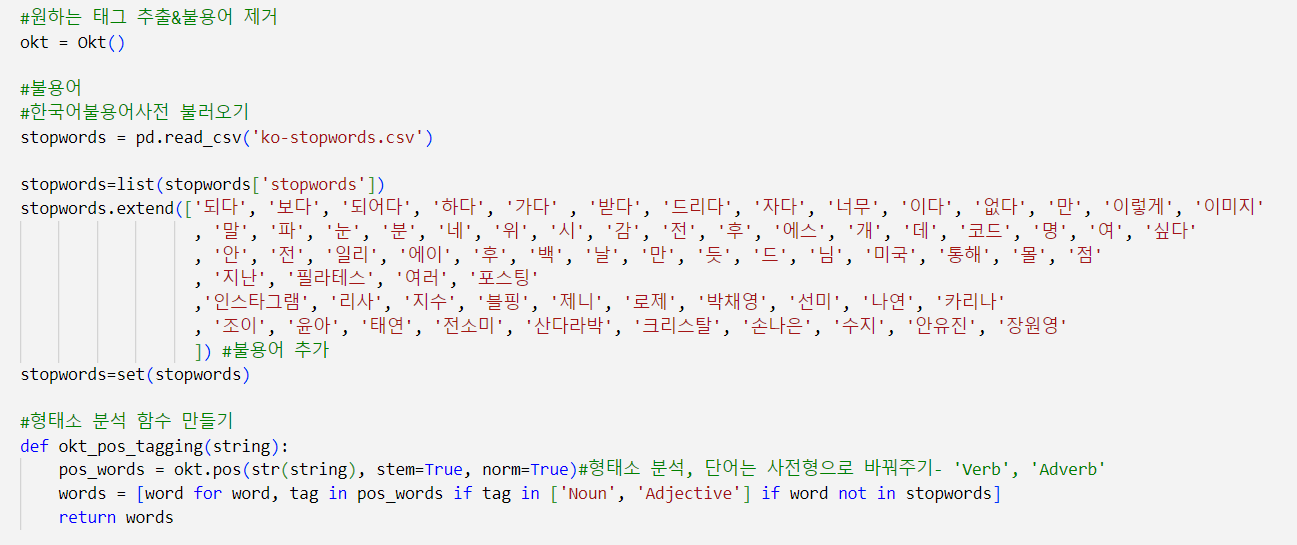 #원하는 태그 추출&불용어 제거
okt = Okt()
#불용어
#한국어불용어사전 불러오기
stopwords = pd.read_csv('ko-stopwords.csv')
stopwords=list(stopwords['stopwords'])
stopwords.extend(['되다', '보다', '되어다', '하다', '가다' , '받다', '드리다', '자다', '너무', '이다', '없다', '만', '이렇게', '이미지'
, '말', '파', '눈', '분', '네', '위', '시', '감', '전', '후', '에스', '개', '데', '코드', '명', '여', '싶다'
, '안', '전', '일리', '에이', '후', '백', '날', '만', '듯', '드', '님', '미국', '통해', '몰', '점'
, '지난', '필라테스', '여러', '포스팅'
,'인스타그램', '리사', '지수', '블핑', '제니', '로제', '박채영', '선미', '나연', '카리나'
, '조이', '윤아', '태연', '전소미', '산다라박', '크리스탈', '손나은', '수지', '안유진', '장원영'
]) #불용어 추가
stopwords=set(stopwords)
#형태소 분석 함수 만들기
def okt_pos_tagging(string):
    pos_words = okt.pos(str(string), stem=True, norm=True)#형태소 분석, 단어는 사전형으로 바꿔주기- 'Verb', 'Adverb'
    words = [word for word, tag in pos_words if tag in ['Noun', 'Adjective'] if word not in stopwords]
    return words